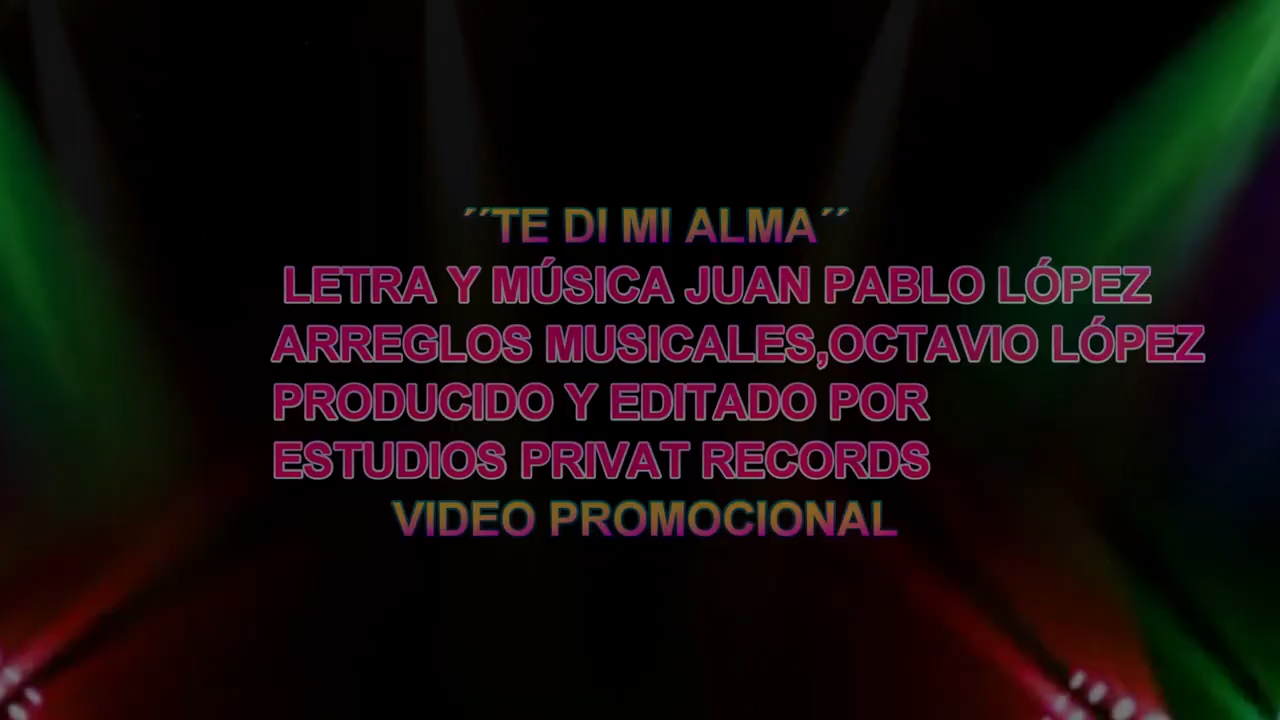 ´´TE DI MI ALMA´´
LETRA Y MÚSICA JUAN PABLO LÓPEZ
ARREGLOS MUSICALES,OCTAVIO LÓPEZ
PRODUCIDO Y EDITADO POR
ESTUDIOS PRIVAT RECORDS
VIDEO PROMOCIONAL